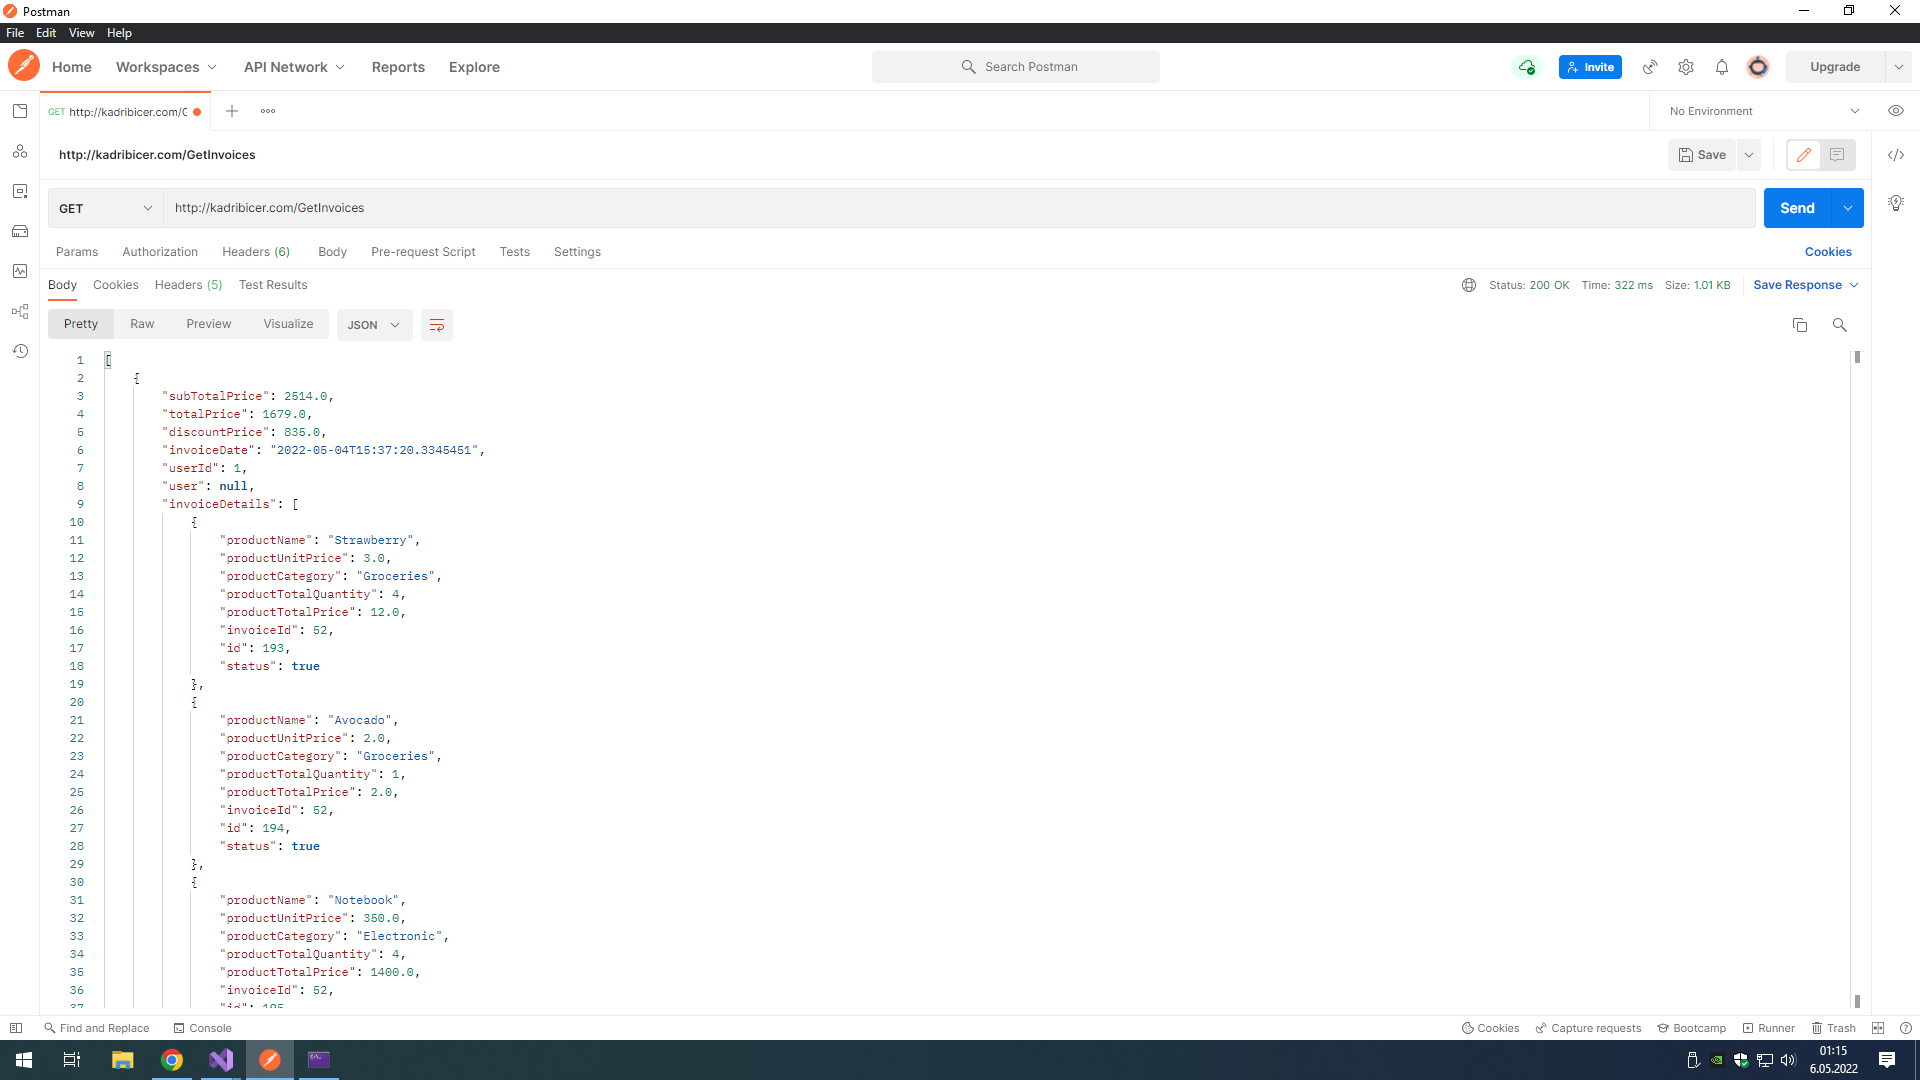 Postman
File Edit View Help
Home Workspaces API Network Reports Explore Search Postman Invite Upgrade
GET http://kadribicer.com/G No Environment
http://kadribicer.com/GetInvoices Save
GET http://kadribicer.com/GetInvoices Send
Params Authorization Headers (6) Body Pre-request Script Tests Settings Cookies
Body Cookies Headers (5) Test Results Status: 200 OK Time: 322 ms Size: 1.01 KB Save Response
Pretty Raw Preview Visualize JSON
1 [
2 {
3 "subTotalPrice": 2514.0,
4 "totalPrice": 1679.0,
5 "discountPrice": 835.0,
6 "invoiceDate": "2022-05-04T15:37:20.3345451",
7 "userId": 1,
8 "user": null,
9 "invoiceDetails": [
10 {
11 "productName": "Strawberry",
12 "productUnitPrice": 3.0,
13 "productCategory": "Groceries",
14 "productTotalQuantity": 4,
15 "productTotalPrice": 12.0,
16 "invoiceId": 52,
17 "id": 193,
18 "status": true
19 },
20 {
21 "productName": "Avocado",
22 "productUnitPrice": 2.0,
23 "productCategory": "Groceries",
24 "productTotalQuantity": 1,
25 "productTotalPrice": 2.0,
26 "invoiceId": 52,
27 "id": 194,
28 "status": true
29 },
30 {
31 "productName": "Notebook",
32 "productUnitPrice": 350.0,
33 "productCategory": "Electronic",
34 "productTotalQuantity": 4,
35 "productTotalPrice": 1400.0,
36 "invoiceId": 52,
37 "id": 195
Find and Replace Console Cookies Capture requests Bootcamp Runner Trash
01:15
6.05.2022